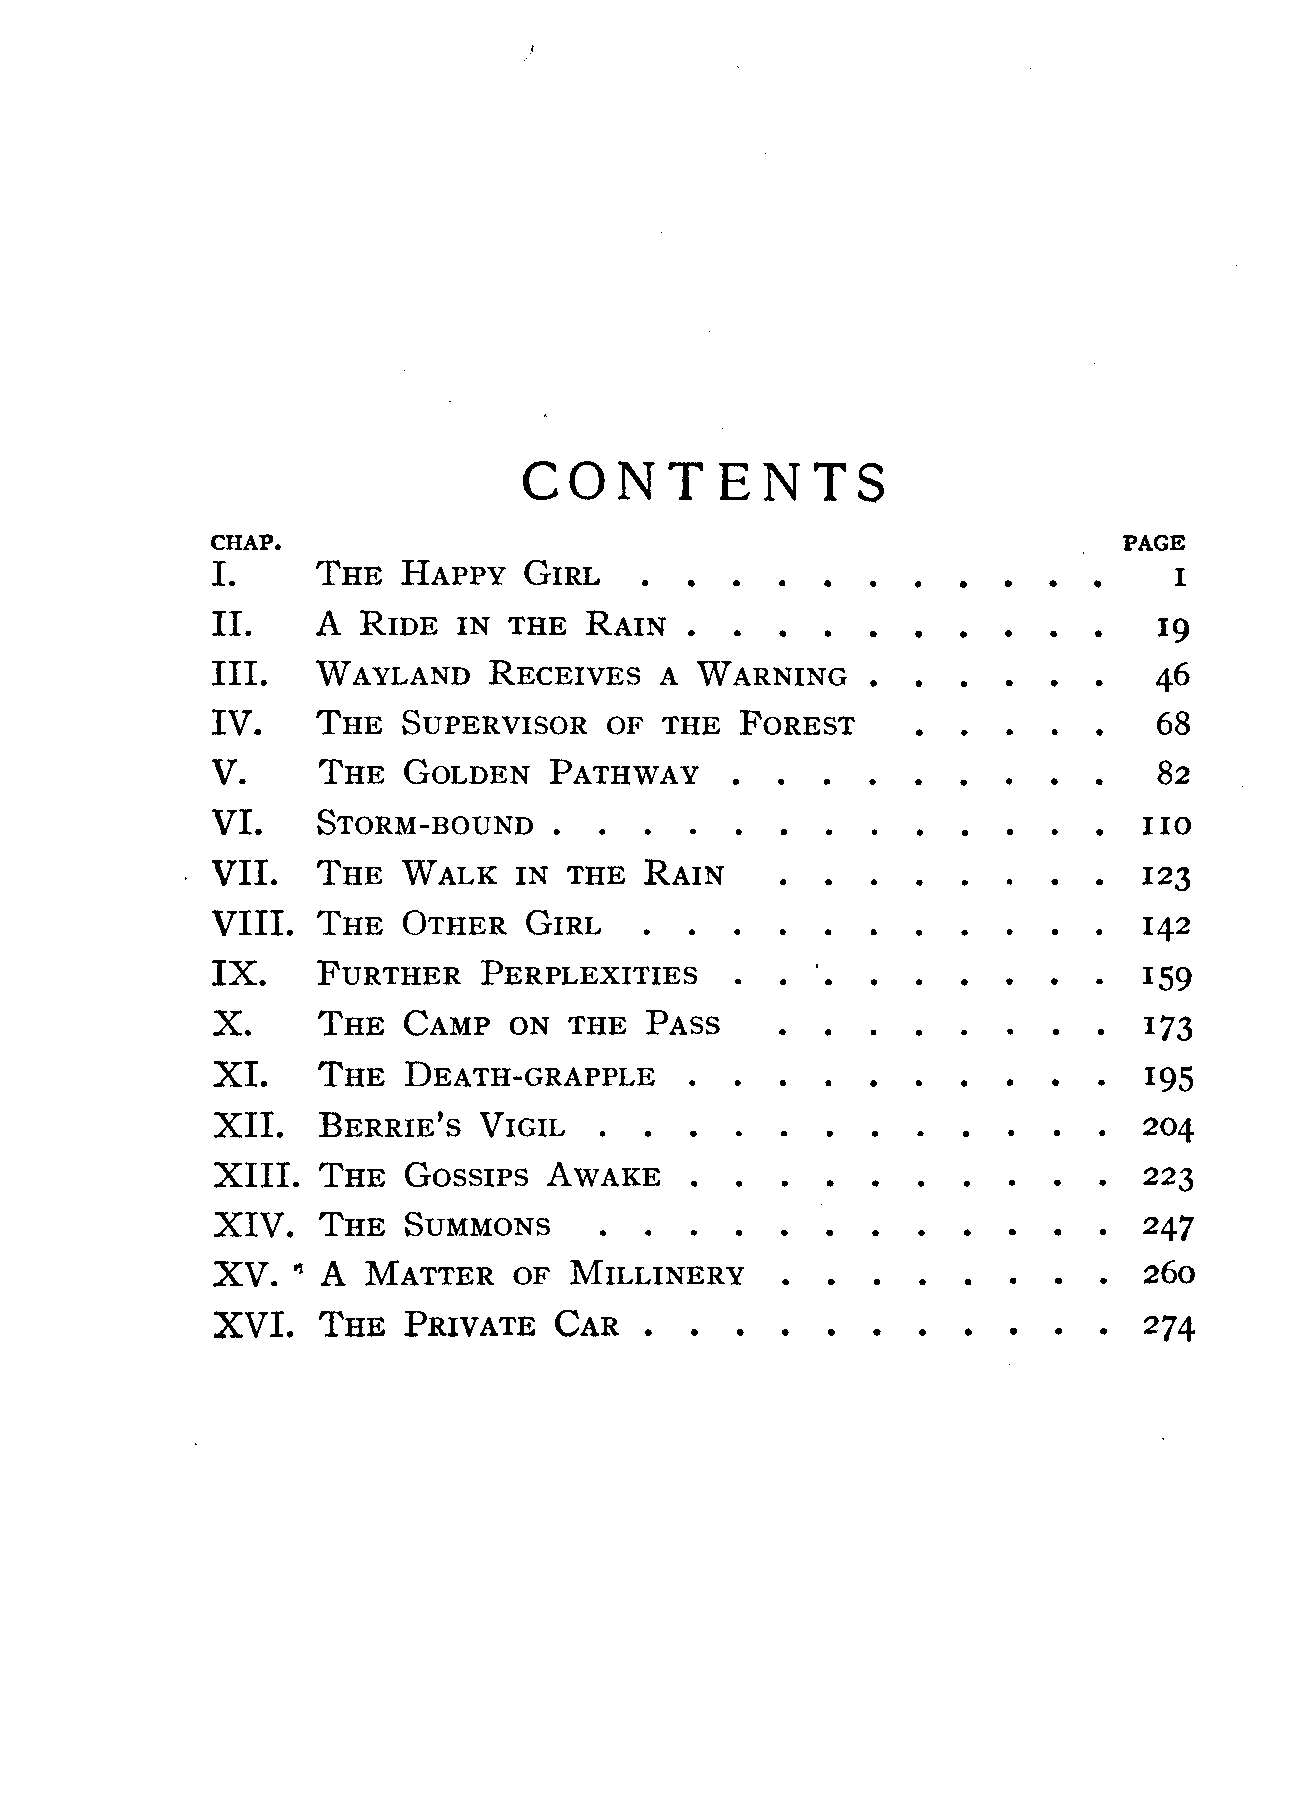 CONTENTS
CHAP. PAGE
I. THE HAPPY GIRL . . . . . . . . . . . 1
II. A RIDE IN THE RAIN . . . . . . . . . . 19
III. WAYLAND RECEIVES A WARNING . . . . . . 46
IV. THE SUPERVISOR OF THE FOREST . . . . . 68
V. THE GOLDEN PATHWAY . . . . . . . . . 82
VI. STORM-BOUND . . . . . . . . . . . . . 110
VII. THE WALK IN THE RAIN . . . . . . . . 123
VIII. THE OTHER GIRL . . . . . . . . . . . 142
IX. FURTHER PERPLEXITIES . . . . . . . . . 159
X. THE CAMP ON THE PASS . . . . . . . . 173
XI. THE DEATH-GRAPPLE . . . . . . . . . . 195
XII. BERRIE'S VIGIL . . . . . . . . . . . . 204
XIII. THE GOSSIPS AWAKE . . . . . . . . . . 223
XIV. THE SUMMONS . . . . . . . . . . . . 247
XV. A MATTER OF MILLINERY . . . . . . . . 260
XVI. THE PRIVATE CAR . . . . . . . . . . . 274